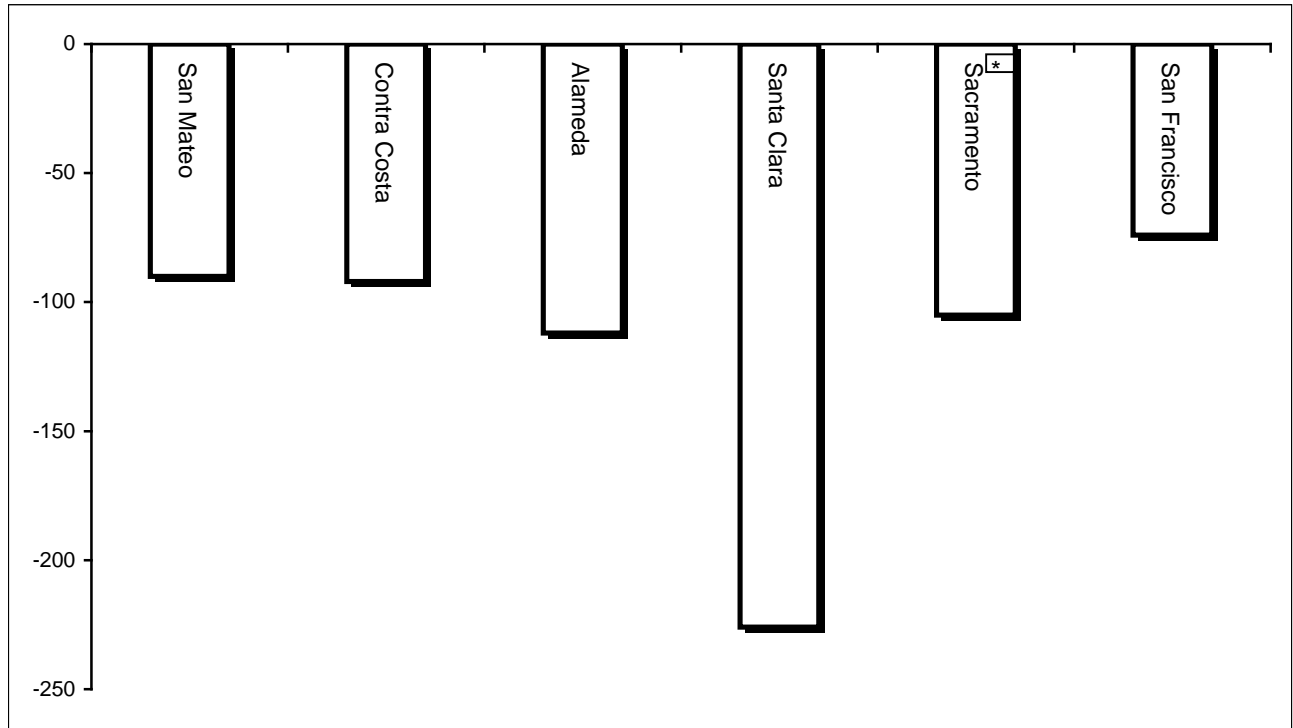 0
-50
-100
-150
-200
-250
San Mateo
Contra Costa
Alameda
Santa Clara
Sacramento
*
San Francisco